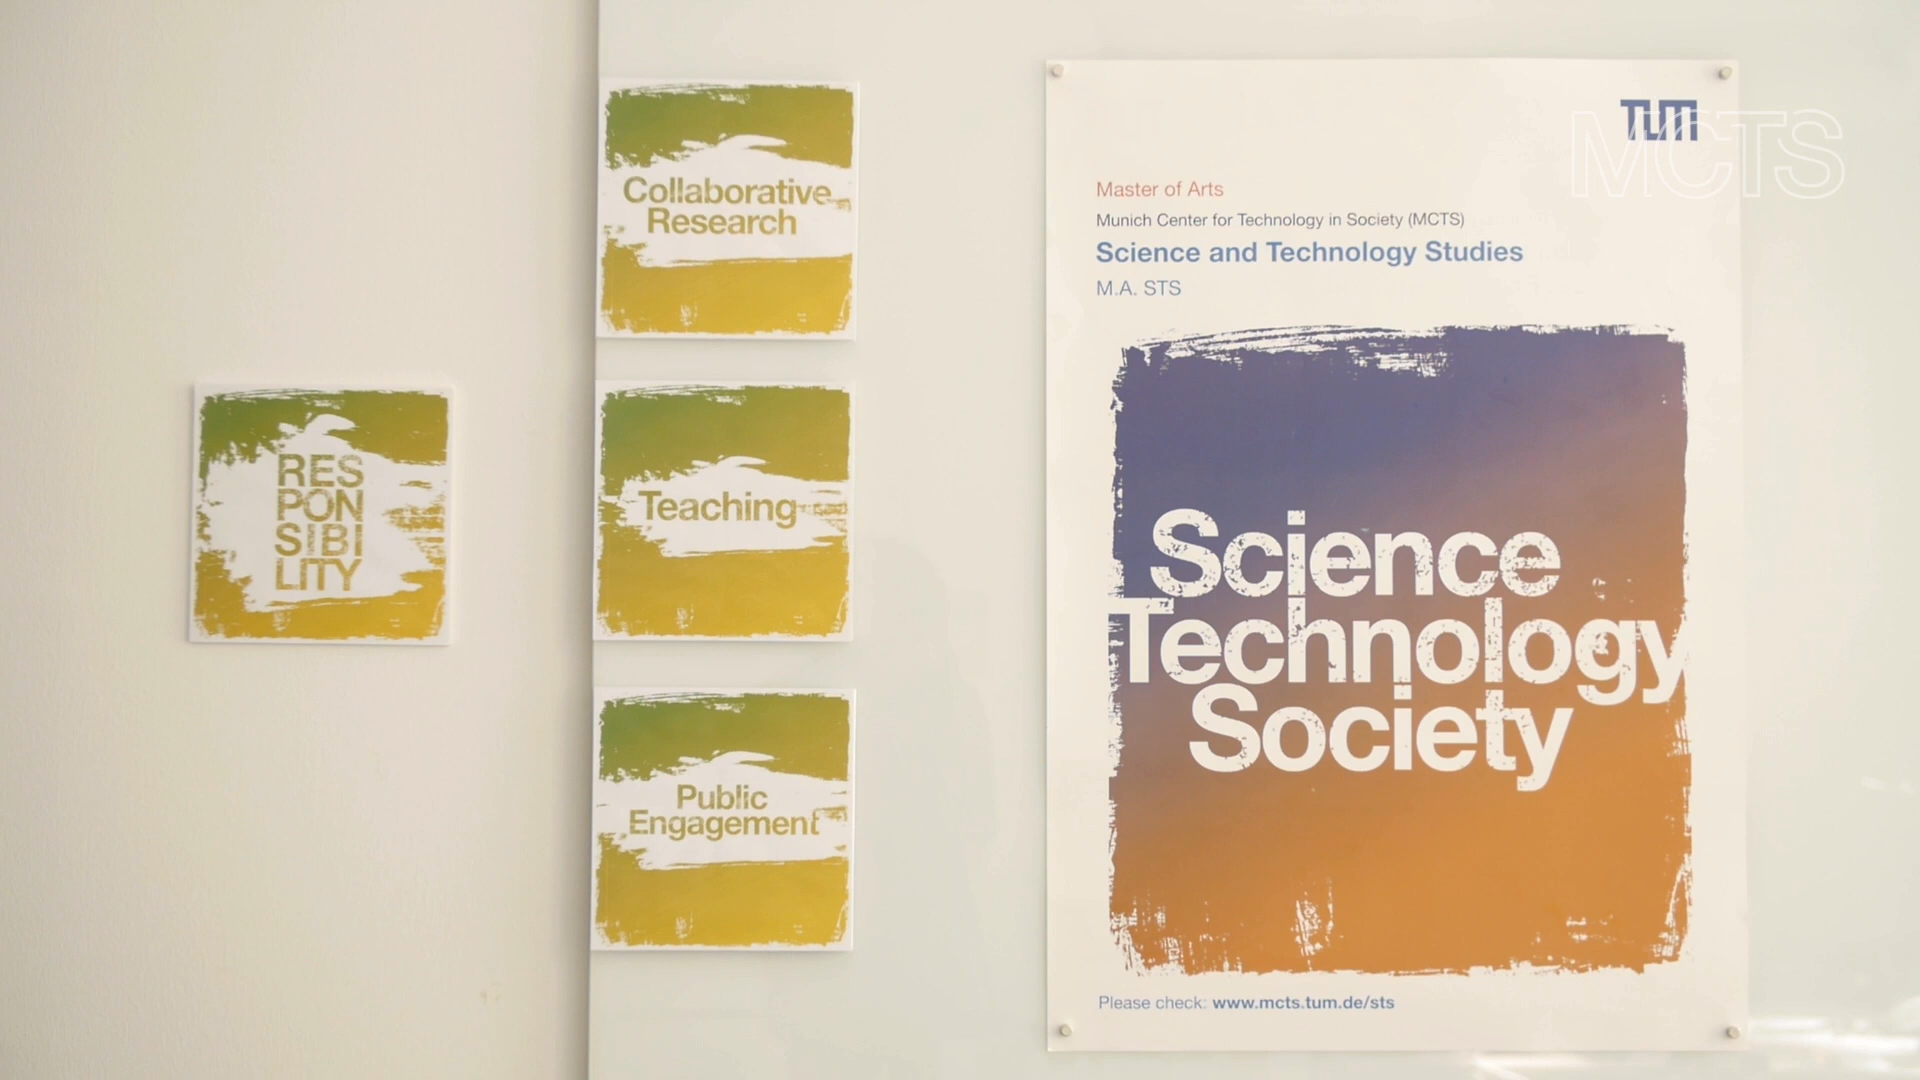 RES
PON
SIBI
LITY
Collaborative
Research
Teaching
Public
Engagement
TUM
MCTS
Master of Arts
Munich Center for Technology in Society (MCTS)
Science and Technology Studies
M.A. STS
Science
Technology
Society
Please check: www.mcts.tum.de/sts